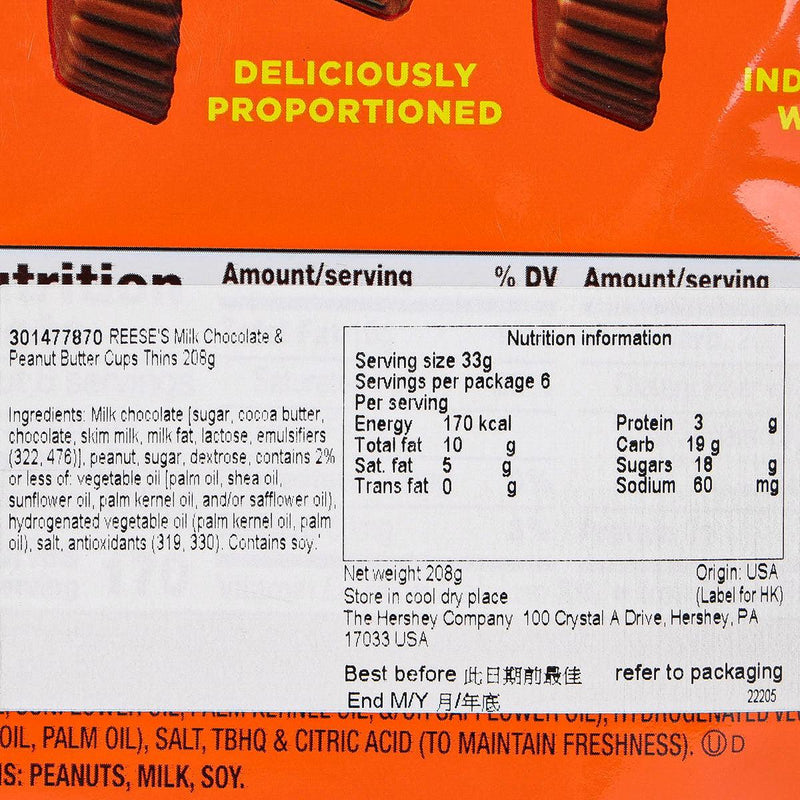 DELICIOUSLY
PROPORTIONED
IND
W
utrition Amount/serving % DV Amount/serving
301477870 REESE'S Milk Chocolate &
Peanut Butter Cups Thins 208g
Ingredients: Milk chocolate [sugar, cocoa butter,
chocolate, skim milk, milk fat, lactose, emulsifiers
(322, 476)], peanut, sugar, dextrose, contains 2%
or less of: vegetable oil [palm oil, shea oil,
sunflower oil, palm kernel oil, and/or safflower oil),
hydrogenated vegetable oil (palm kernel oil, palm
oil), salt, antioxidants (319, 330). Contains soy.'
Nutrition information
Serving size 33g
Servings per package 6
Per serving
Energy 170 kcal Protein 3 g
Total fat 10 g Carb 19 g
Sat. fat 5 g Sugars 16 g
Trans fat 0 g Sodium 60 mg
Net weight 208g Origin: USA
Store in cool dry place (Label for HK)
The Hershey Company 100 Crystal A Drive, Hershey, PA
17033 USA
Best before 此日期前最佳 refer to packaging
End M/Y 月/年底 22205
OIL, PALM OIL), SALT, TBHQ & CITRIC ACID (TO MAINTAIN FRESHNESS). ⓊD
IS: PEANUTS, MILK, SOY.